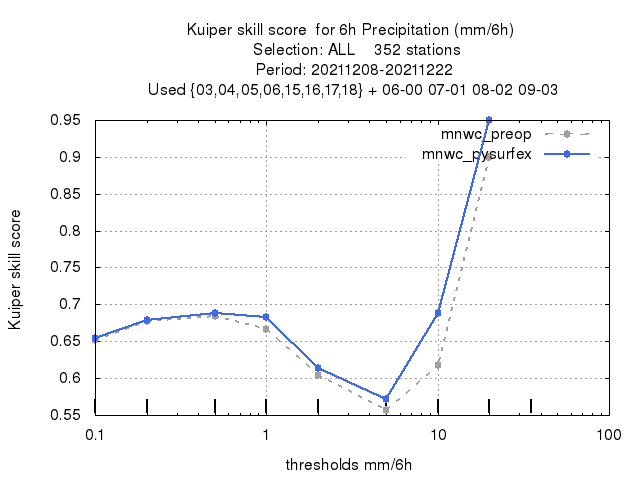 Kuiper skill score  for 6h Precipitation (mm/6h)
Selection: ALL    352 stations
Period: 20211208-20211222
Used {03,04,05,06,15,16,17,18} + 06-00 07-01 08-02 09-03
mnwc_preop
mnwc_pysurfex
0.95
0.9
0.85
0.8
0.75
0.7
0.65
0.6
0.55
Kuiper skill score
0.1 1 10 100
thresholds mm/6h